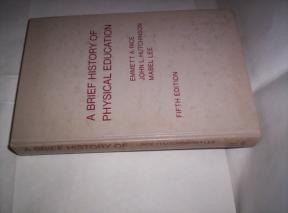 A BRIEF HISTORY OF
PHYSICAL EDUCATION
EMMETT A. RICE
JOHN L. HUTCHINSON
MABEL LEE
FIFTH EDITION
A BRIEF HISTORY OF